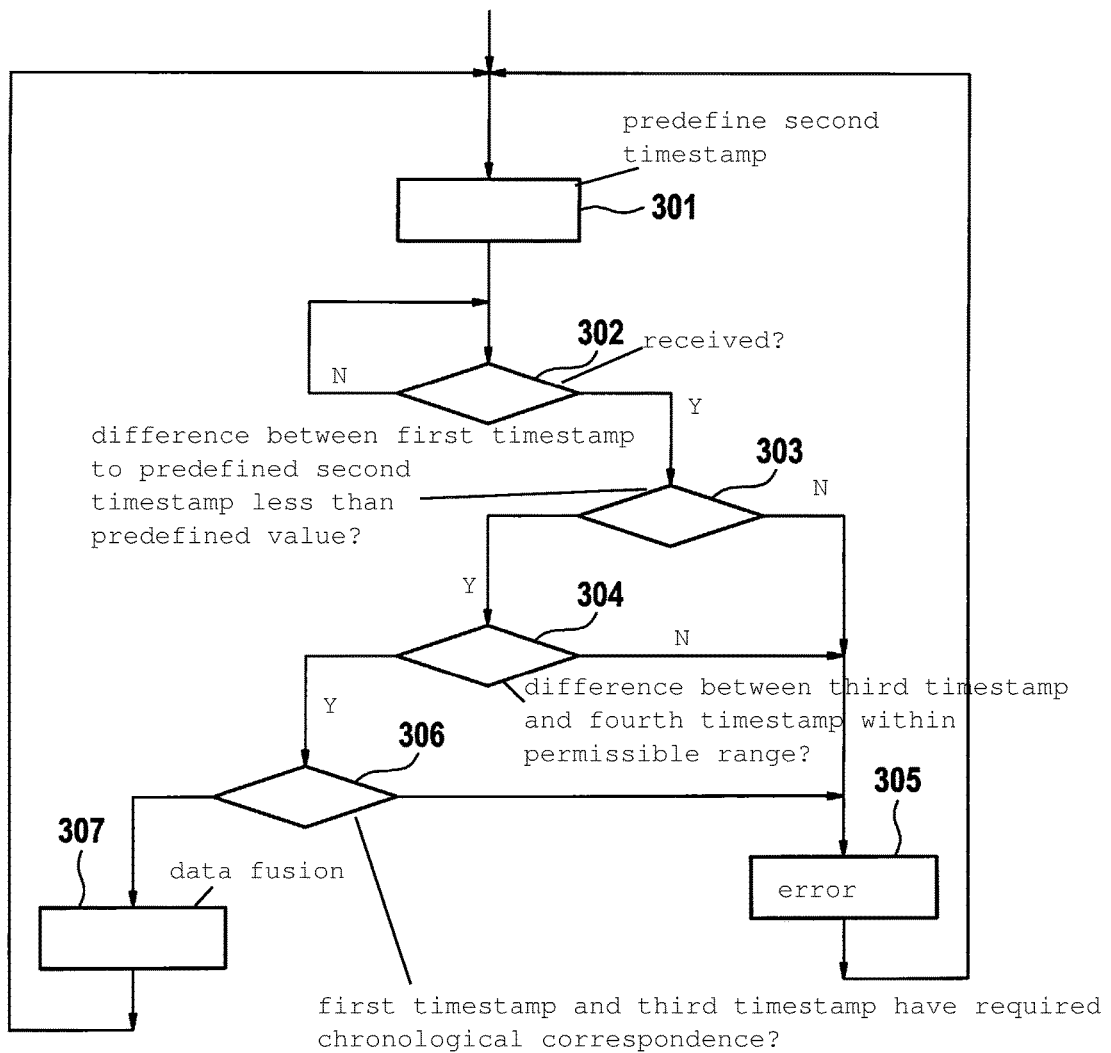 predefine second
timestamp
301
302
received?
N
Y
difference between first timestamp
to predefined second
timestamp less than
predefined value?
303
N
Y
304
N
difference between third timestamp
and fourth timestamp within
permissible range?
Y
306
305
307
data fusion
error
first timestamp and third timestamp have required
chronological correspondence?